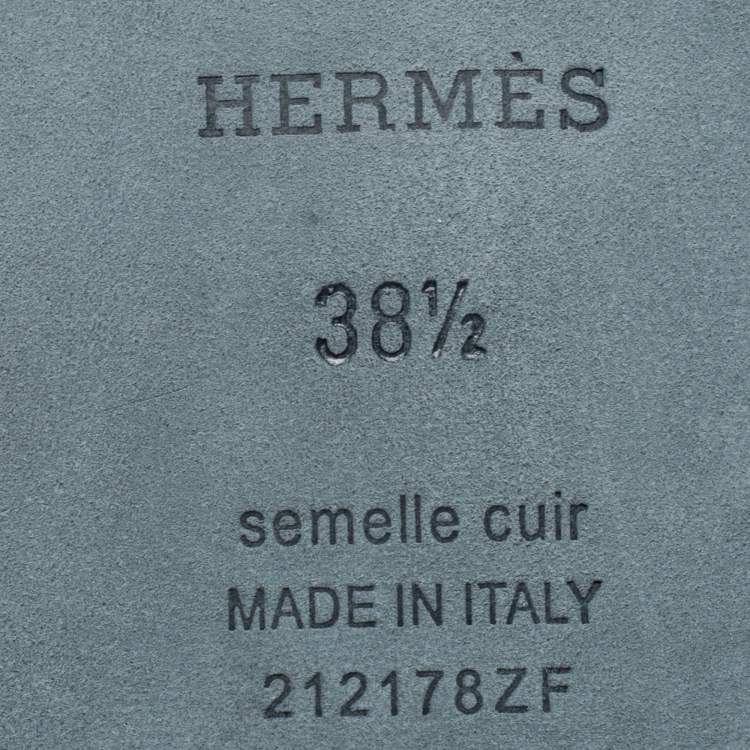 HERMÈS
38½
semelle cuir
MADE IN ITALY
212178ZF